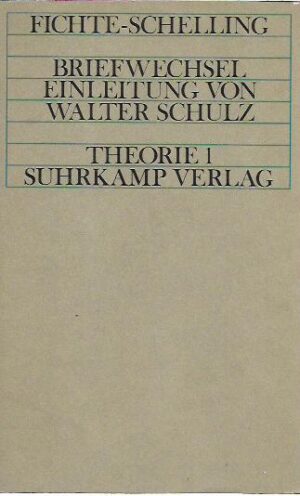 FICHTE-SCHELLING
BRIEFWECHSEL
EINLEITUNG VON
WALTER SCHULZ
THEORIE 1
SUHRKAMP VERLAG